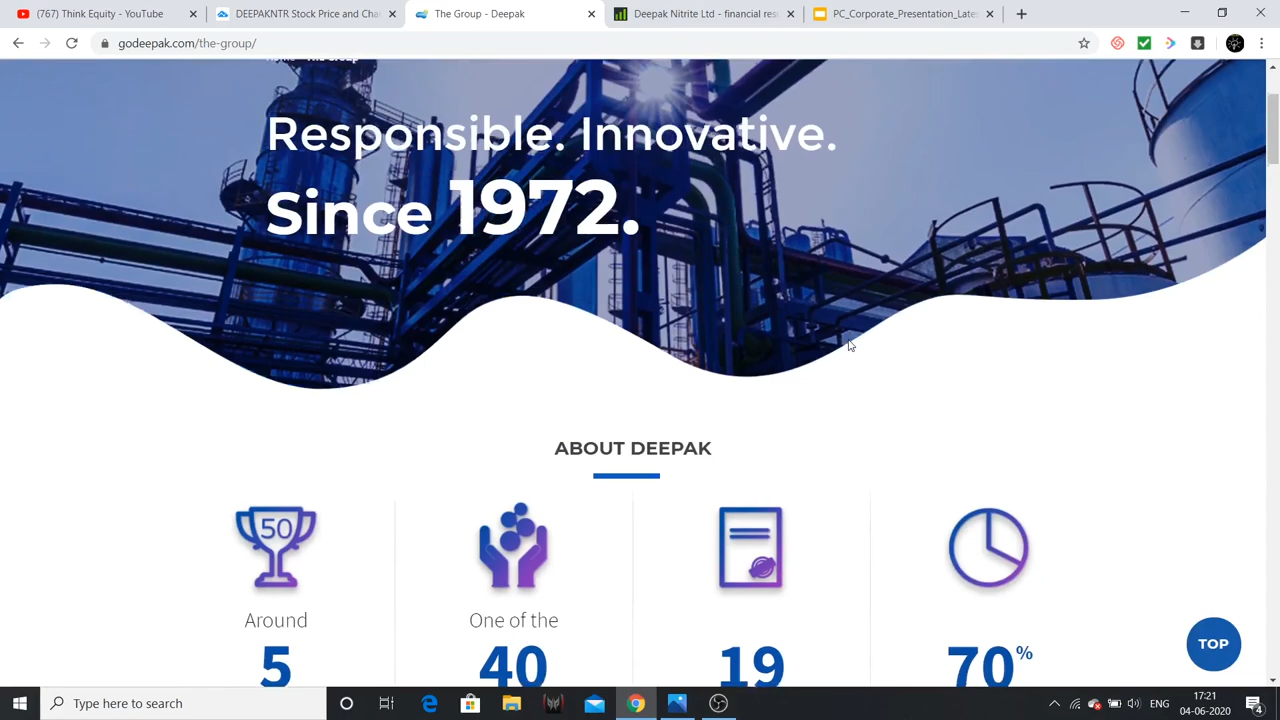 (767) Think Equity - YouTube
DEEPAKNTR Stock Price and Cha
The Group - Deepak
Deepak Nitrite Ltd - financial res
PC_Corporate_Presentation_Late
godeepak.com/the-group/
Responsible. Innovative.
Since 1972.
ABOUT DEEPAK
50
Around
5
One of the
40
19
70%
TOP
Type here to search
ENG
17:21
04-06-2020
4